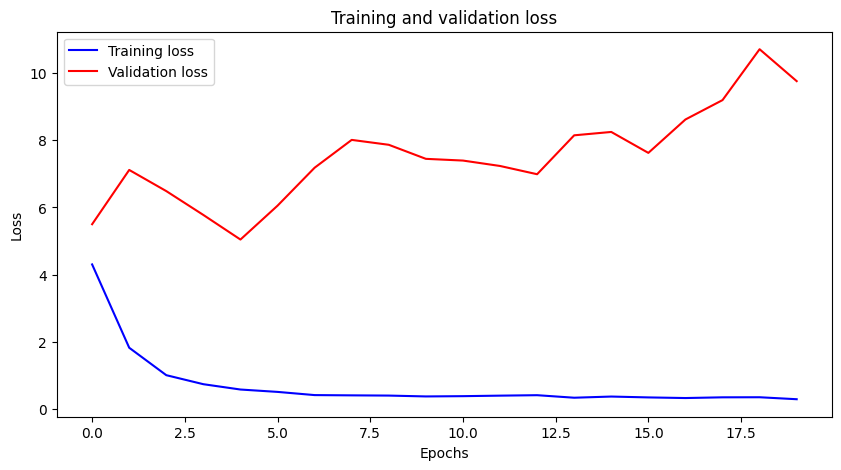 Training and validation loss
Training loss
Validation loss
Loss
10
8
6
4
2
0
0.0 2.5 5.0 7.5 10.0 12.5 15.0 17.5
Epochs